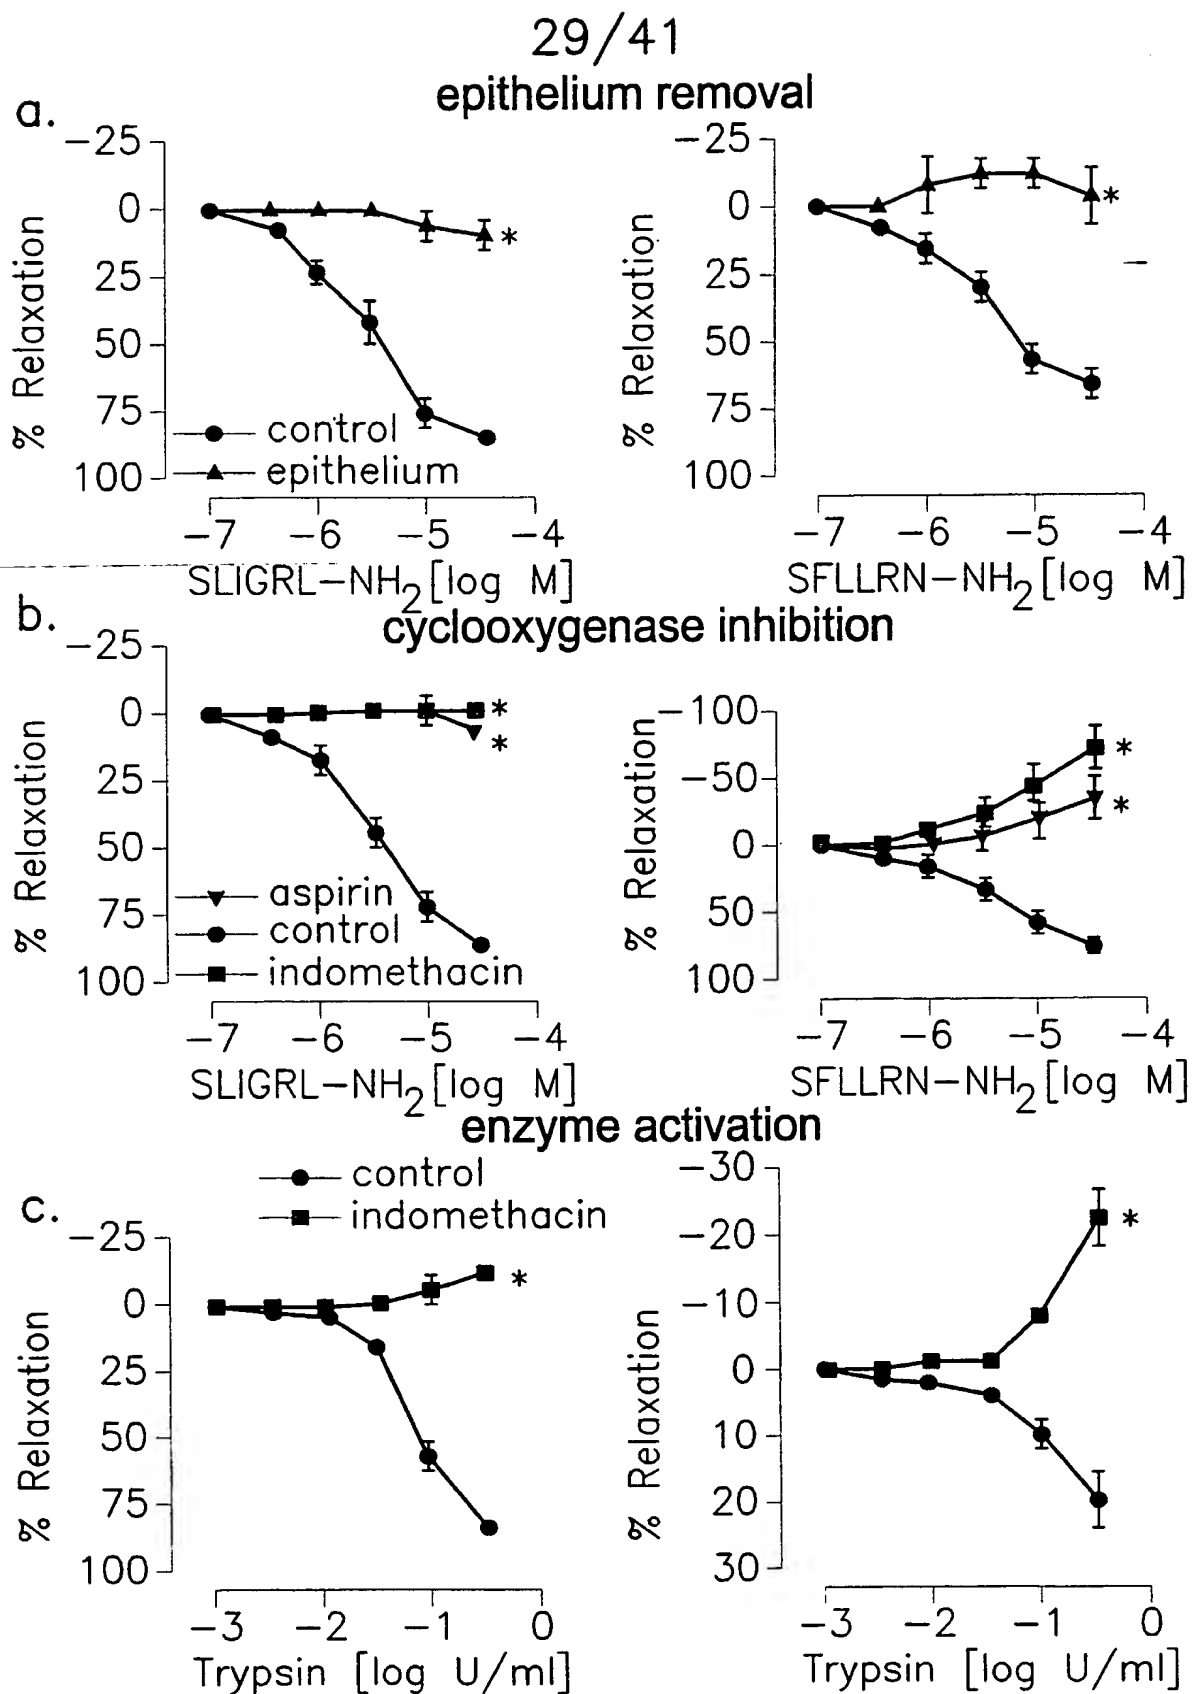 29/41
epithelium removal
a.
-25
0
25
50
75
100
% Relaxation
control
epithelium
*
-7 -6 -5 -4
SLIGRL-NH2 [log M]
-25
0
25
50
75
100
% Relaxation
*
-7 -6 -5 -4
SFLLRN-NH2 [log M]
b.
cyclooxygenase inhibition
-25
0
25
50
75
100
% Relaxation
*
*
aspirin
control
indomethacin
-7 -6 -5 -4
SLIGRL-NH2 [log M]
-100
-50
0
50
100
% Relaxation
*
*
-7 -6 -5 -4
SFLLRN-NH2 [log M]
enzyme activation
c.
control
indomethacin
-25
0
25
50
75
100
% Relaxation
*
-3 -2 -1 0
Trypsin [log U/ml]
-30
-20
-10
0
10
20
30
% Relaxation
*
-3 -2 -1 0
Trypsin [log U/ml]